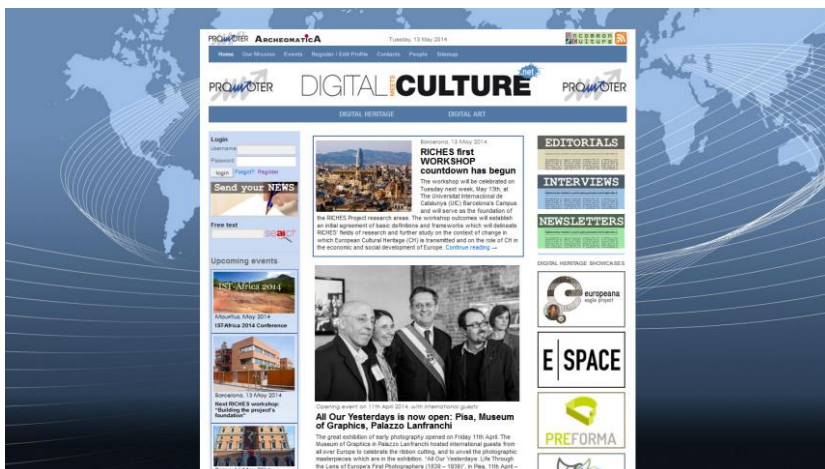 PROMOTER ARCHEOMATICA
Tuesday, 13 May 2014
uncommon
culture
Home Our Mission Events Register / Edit Profile Contacts People Sitemap
PROMOTER
DIGITAL MEETS CULTURE .net
PROMOTER
DIGITAL HERITAGE DIGITAL ART
Login
Username
Password
login Forgot? Register
Send your NEWS
Free text
search
Upcoming events
IST-Africa 2014
Mauritius, May 2014
IST-Africa 2014 Conference
Barcerona, 13 May 2014
Next RICHES workshop:
"Building the project's
foundation"
Barcerona, 13 May 2014
RICHES first
WORKSHOP
countdown has begun
The workshop will be celebrated on
Tuesday next week, May 13th, at
The Universitat Internacional de
Catalunya (UIC) Barcelona's Campus
and will serve as the foundation of
the RICHES Project research areas. The workshop outcomes will establish
an initial agreement of basic definitions and frameworks which will delineate
RICHES' fields of research and further study on the context of change in
which European Cultural Heritage (CH) is transmitted and on the role of CH in
the economic and social development of Europe. Continue reading →
Opening event on 11th April 2014, with international guests
All Our Yesterdays is now open: Pisa, Museum
of Graphics, Palazzo Lanfranchi
The great exhibition of early photography opened on Friday 11th April. The
Museum of Graphics in Palazzo Lanfranchi hosted international guests from
all over Europe to celebrate the ribbon cutting, and to unveil the photographic
masterpieces which are in the exhibition. "All Our Yesterdays: Life Through
the Lens of Europe's First Photographers (1839 – 1939)", in Pisa, 11th April –
EDITORIALS
INTERVIEWS
NEWSLETTERS
DIGITAL HERITAGE SHOWCASES
europeana
eagle project
E|SPACE
PREFORMA